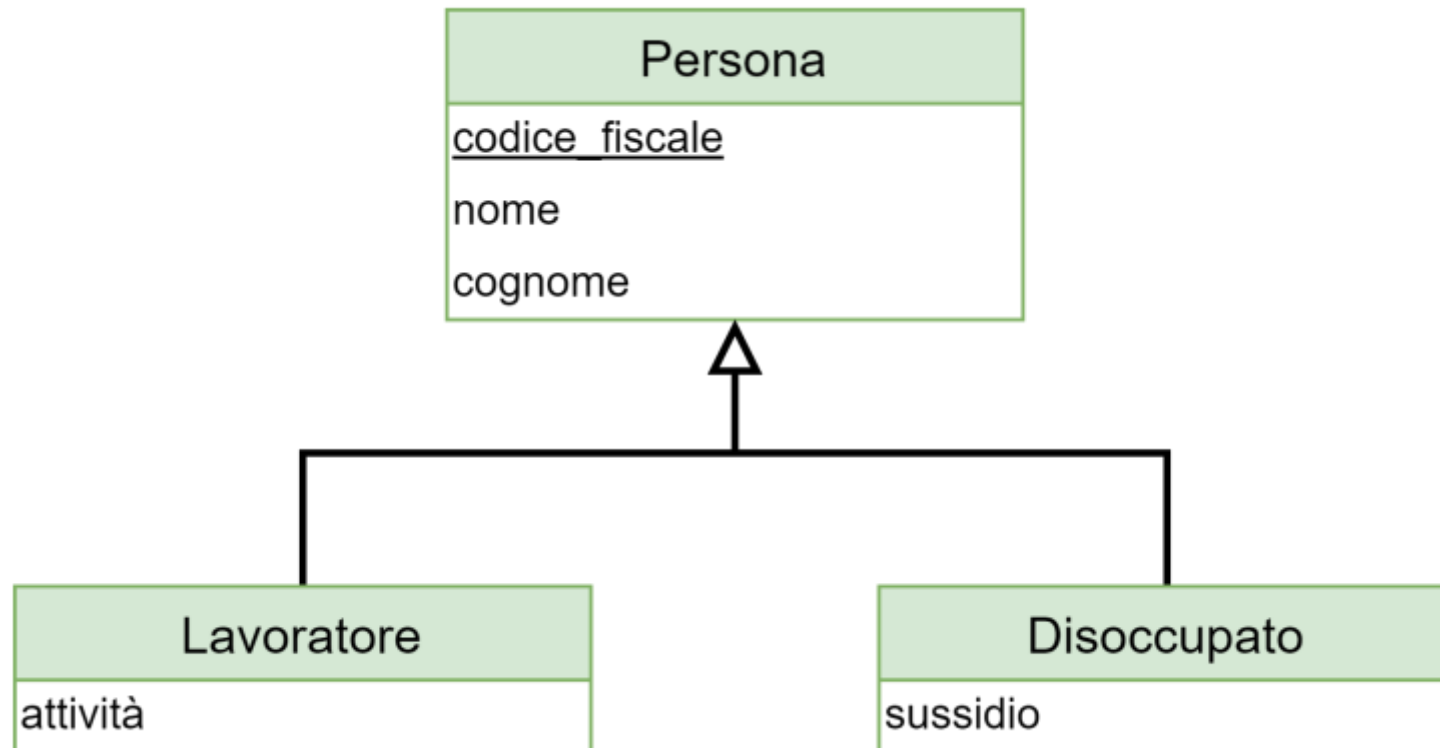 Persona
codice_fiscale
nome
cognome
Lavoratore
attività
Disoccupato
sussidio